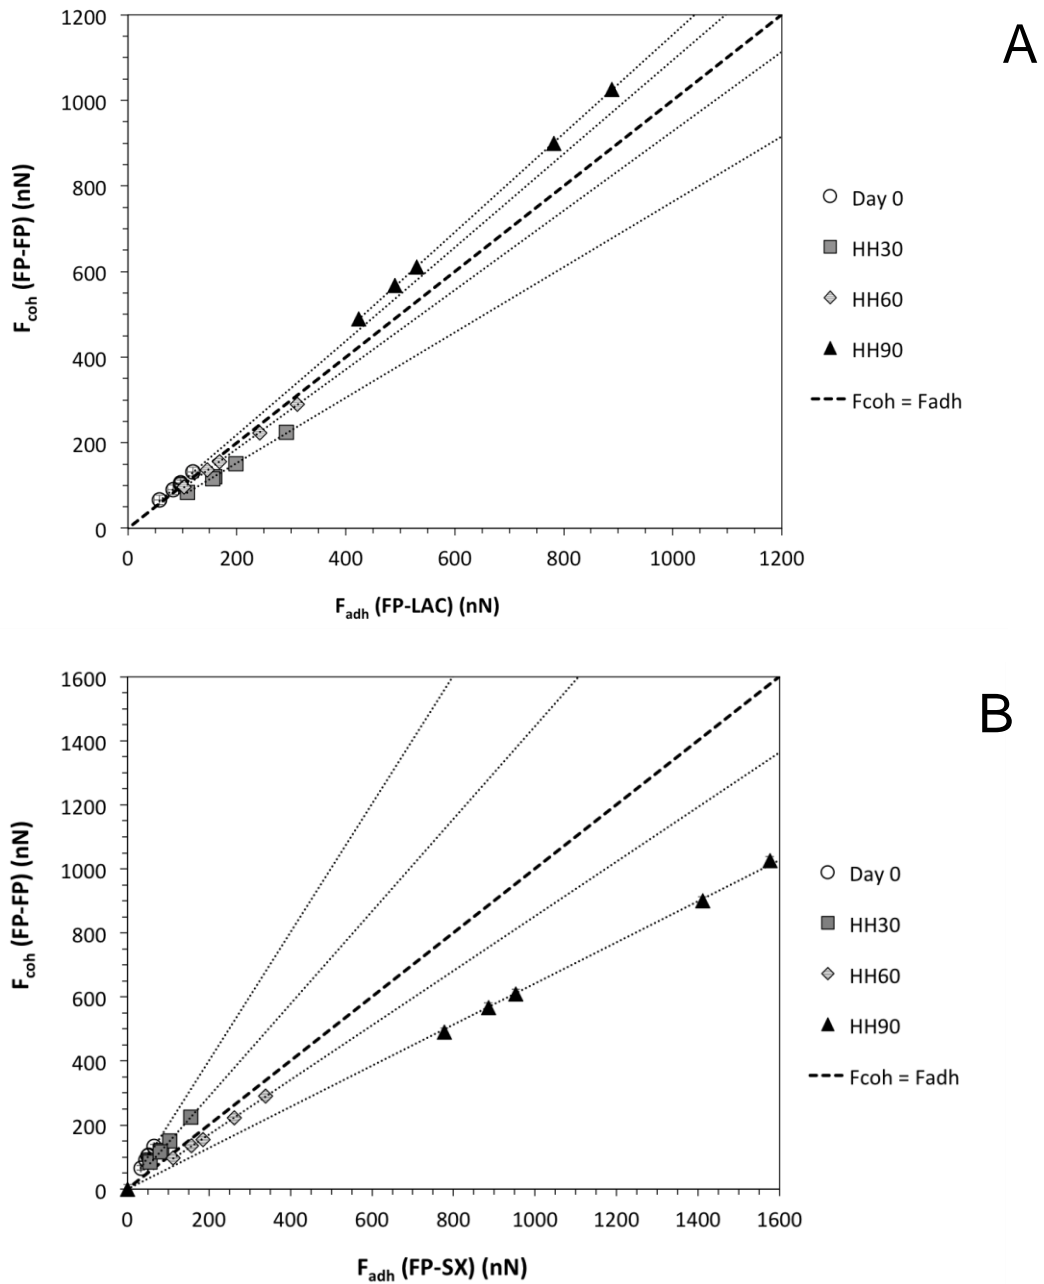 A
1200
1000
800
600
400
200
0
F_coh (FP-FP) (nN)
0 200 400 600 800 1000 1200
F_adh (FP-LAC) (nN)
Day 0
HH30
HH60
HH90
Fcoh = Fadh
B
1600
1400
1200
1000
800
600
400
200
0
F_coh (FP-FP) (nN)
0 200 400 600 800 1000 1200 1400 1600
F_adh (FP-SX) (nN)
Day 0
HH30
HH60
HH90
Fcoh = Fadh